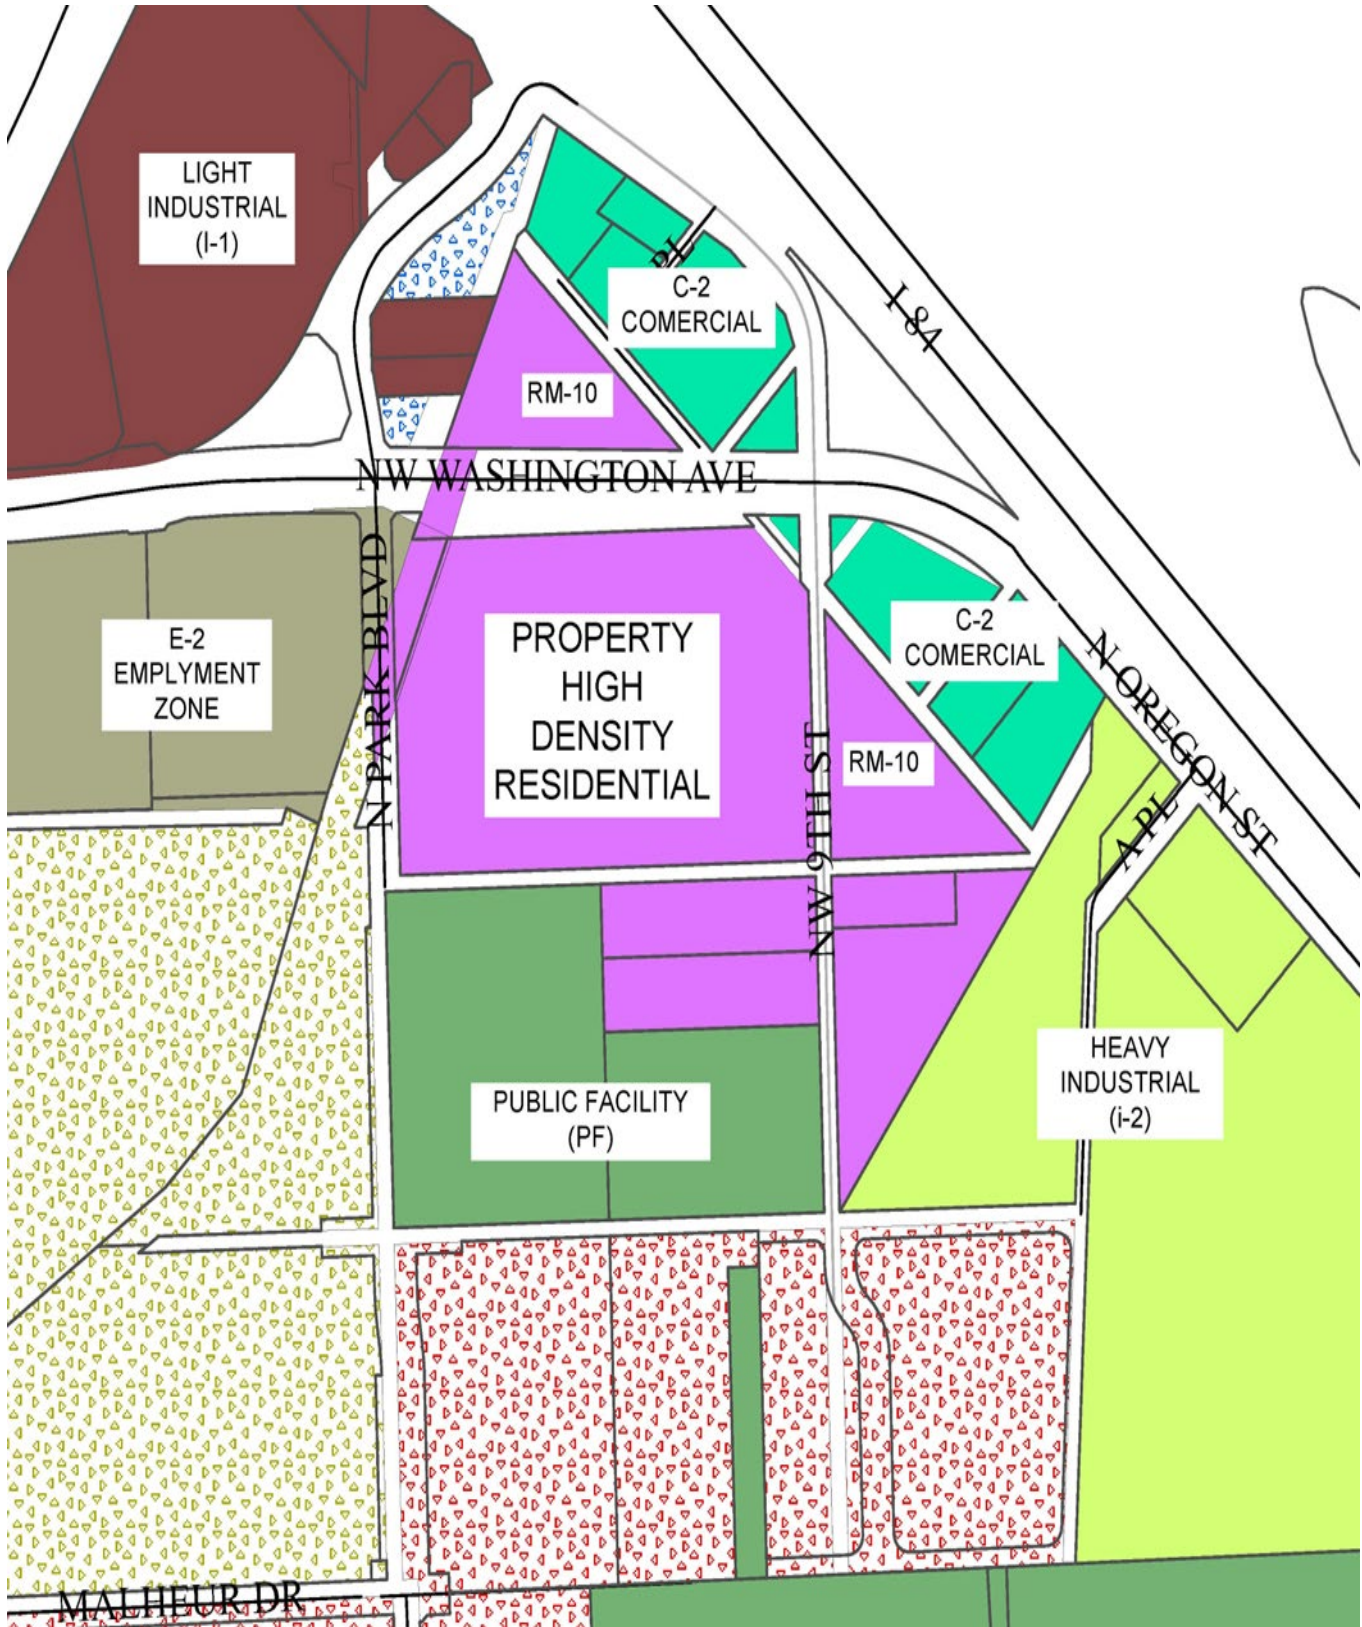 LIGHT
INDUSTRIAL
(I-1)
PL
C-2
COMERCIAL
I 84
RM-10
NW WASHINGTON AVE
N PARK BLVD
E-2
EMPLYMENT
ZONE
PROPERTY
HIGH
DENSITY
RESIDENTIAL
C-2
COMERCIAL
N OREGON ST
NW 9TH ST
RM-10
A PL
HEAVY
INDUSTRIAL
(i-2)
PUBLIC FACILITY
(PF)
MALHEUR DR